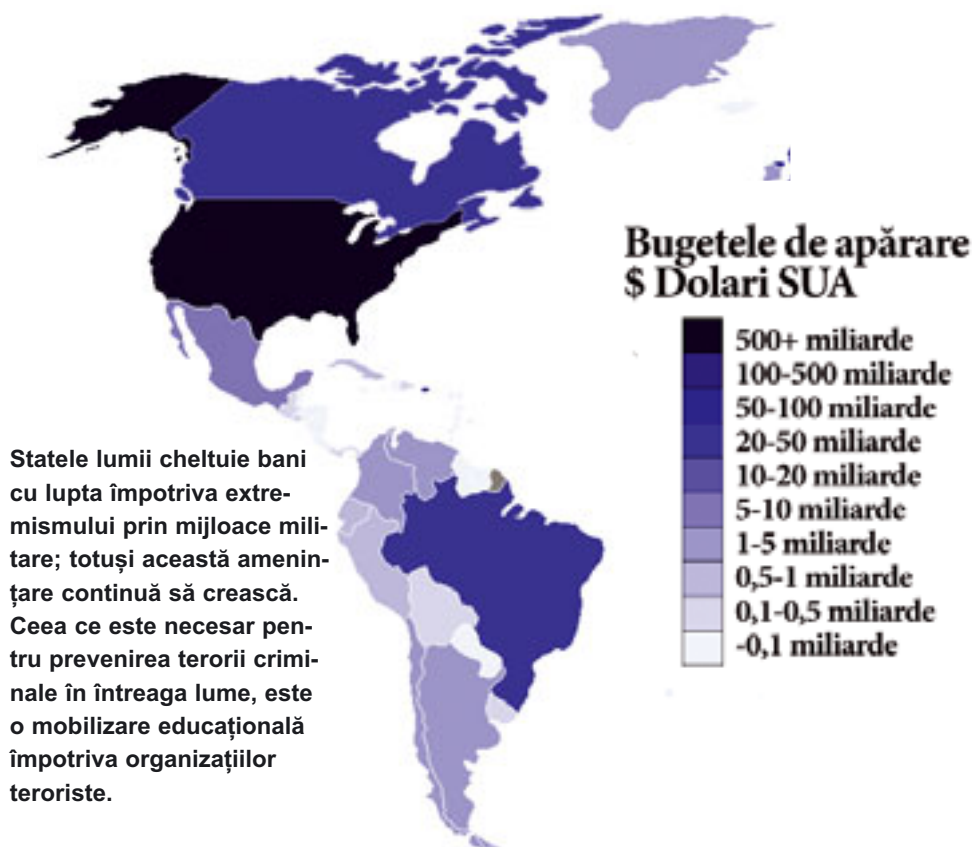 Bugetele de apărare
$ Dolari SUA
500+ miliarde
100-500 miliarde
50-100 miliarde
20-50 miliarde
10-20 miliarde
5-10 miliarde
1-5 miliarde
0,5-1 miliarde
0,1-0,5 miliarde
-0,1 miliarde
Statele lumii cheltuie bani
cu lupta împotriva extre-
mismului prin mijloace mili-
tare; totuși această amenin-
țare continuă să crească.
Ceea ce este necesar pen-
tru prevenirea terorii crimi-
nale în întreaga lume, este
o mobilizare educațională
împotriva organizațiilor
teroriste.